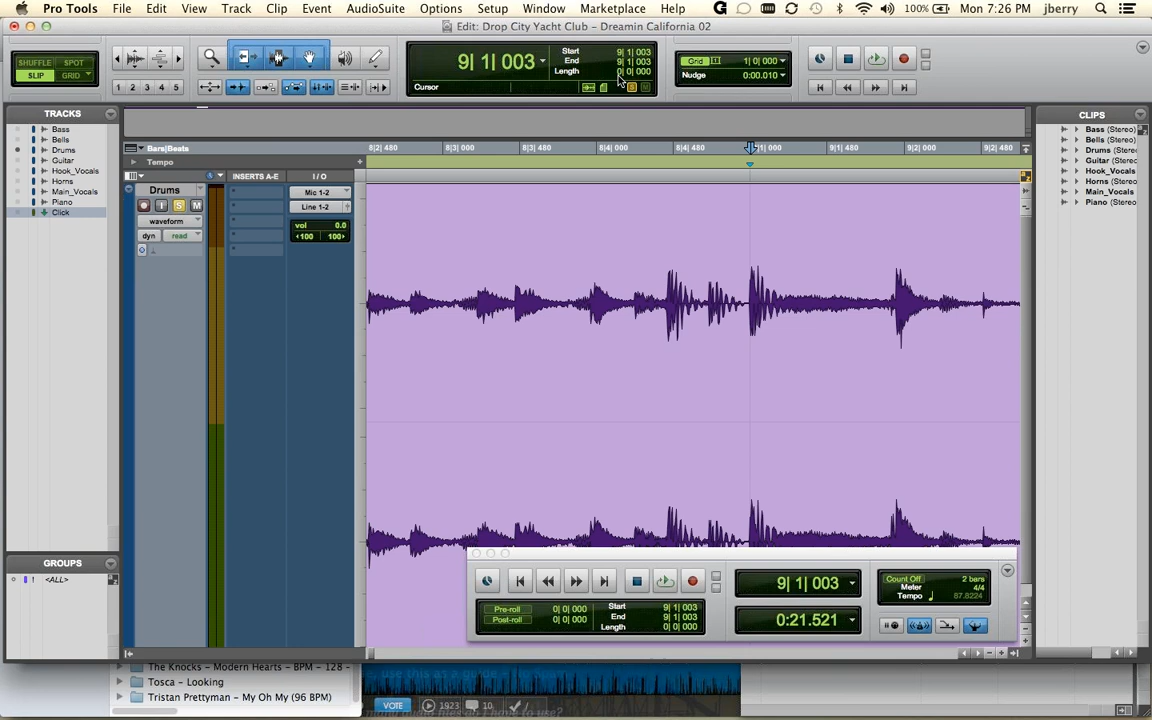 Pro Tools File Edit View Track Clip Event AudioSuite Options Setup Window Marketplace Help 100% Mon 7:26 PM jberry
Edit: Drop City Yacht Club – Dreamin California 02
SHUFFLE SPOT
SLIP GRID
1 2 3 4 5
9| 1| 003
Start 9| 1| 003
End 9| 1| 003
Length 0| 0| 000
Cursor
Grid 1| 0| 000
Nudge 0:00.010
TRACKS
Bass
Bells
Drums
Guitar
Hook_Vocals
Horns
Main_Vocals
Piano
Click
GROUPS
! <ALL>
Bars|Beats 8|2| 480 8|3| 000 8|3| 480 8|4| 000 8|4| 480 |1| 000 9|1| 480 9|2| 000 9|2| 480
Tempo
INSERTS A-E I / O
Drums
I S M
waveform
dyn read
Mic 1-2
Line 1-2
vol 0.0
‹100 100›
CLIPS
Bass (Stereo)
Bells (Stereo)
Drums (Stere
Guitar (Stereo
Hook_Vocals
Horns (Stereo
Main_Vocals
Piano (Stereo
9| 1| 003
Pre-roll 0| 0| 000
Post-roll 0| 0| 000
Start 9| 1| 003
End 9| 1| 003
Length 0| 0| 000
0:21.521
Count Off 2 bars
Meter 4/4
Tempo 87.8224
The Knocks – Modern Hearts – BPM – 128 –
Tosca – Looking
Tristan Prettyman – My Oh My (96 BPM)
, use this as a guide
VOTE 1923 10 /
have to use?